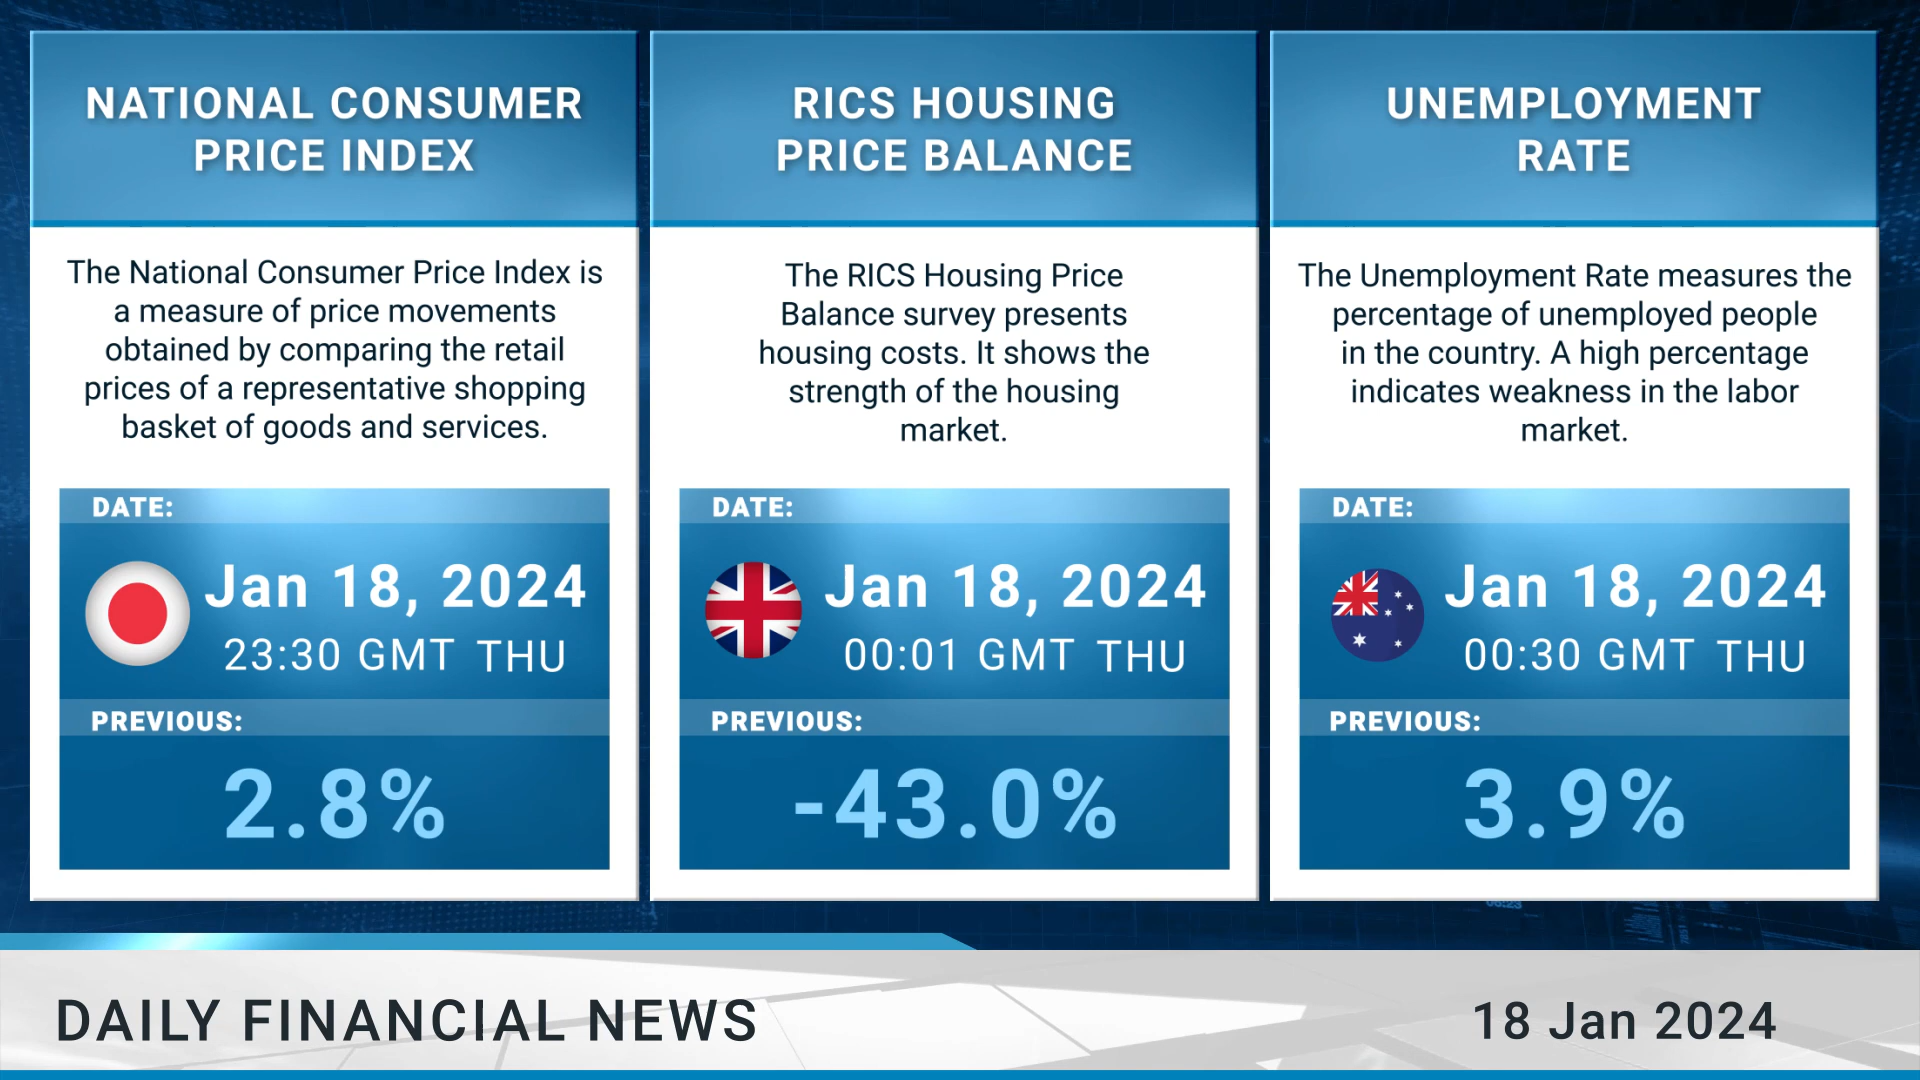 NATIONAL CONSUMER
PRICE INDEX
The National Consumer Price Index is
a measure of price movements
obtained by comparing the retail
prices of a representative shopping
basket of goods and services.
DATE:
Jan 18, 2024
23:30 GMT THU
PREVIOUS:
2.8%
RICS HOUSING
PRICE BALANCE
The RICS Housing Price
Balance survey presents
housing costs. It shows the
strength of the housing
market.
DATE:
Jan 18, 2024
00:01 GMT THU
PREVIOUS:
-43.0%
UNEMPLOYMENT
RATE
The Unemployment Rate measures the
percentage of unemployed people
in the country. A high percentage
indicates weakness in the labor
market.
DATE:
Jan 18, 2024
00:30 GMT THU
PREVIOUS:
3.9%
DAILY FINANCIAL NEWS
18 Jan 2024